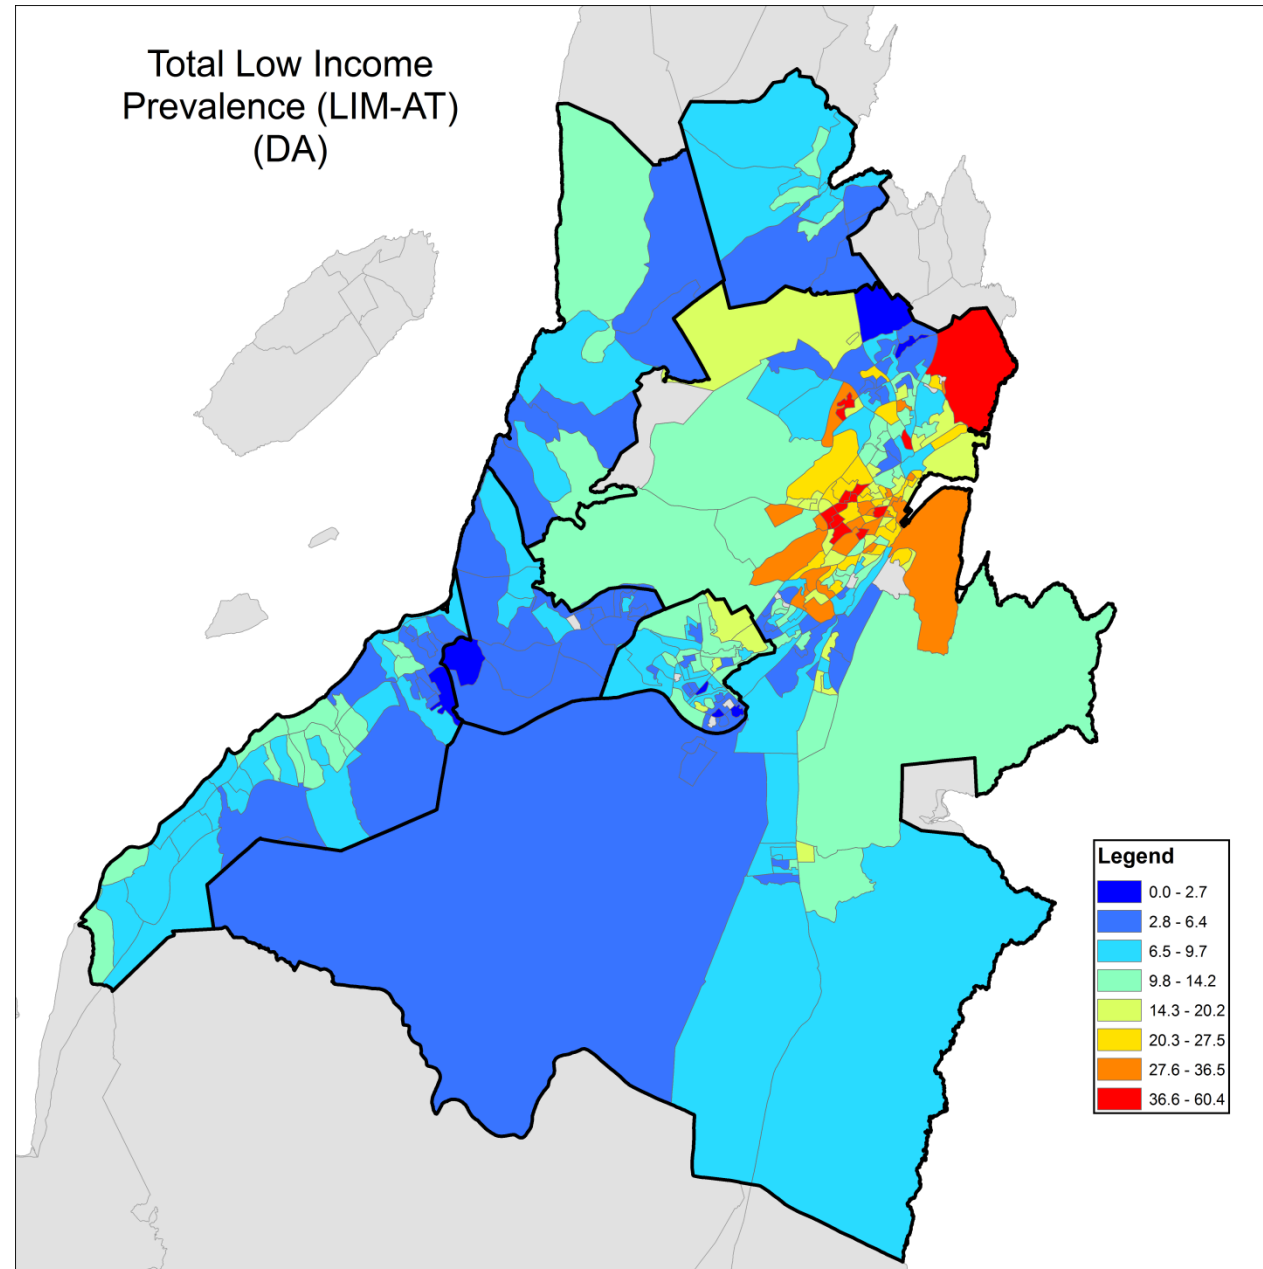 Total Low Income
Prevalence (LIM-AT)
(DA)
Legend
0.0 - 2.7
2.8 - 6.4
6.5 - 9.7
9.8 - 14.2
14.3 - 20.2
20.3 - 27.5
27.6 - 36.5
36.6 - 60.4